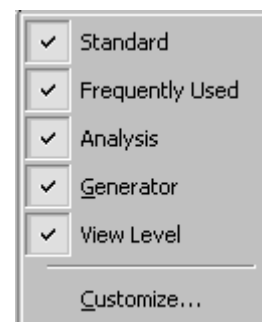 Standard
Frequently Used
Analysis
Generator
View Level
Customize...